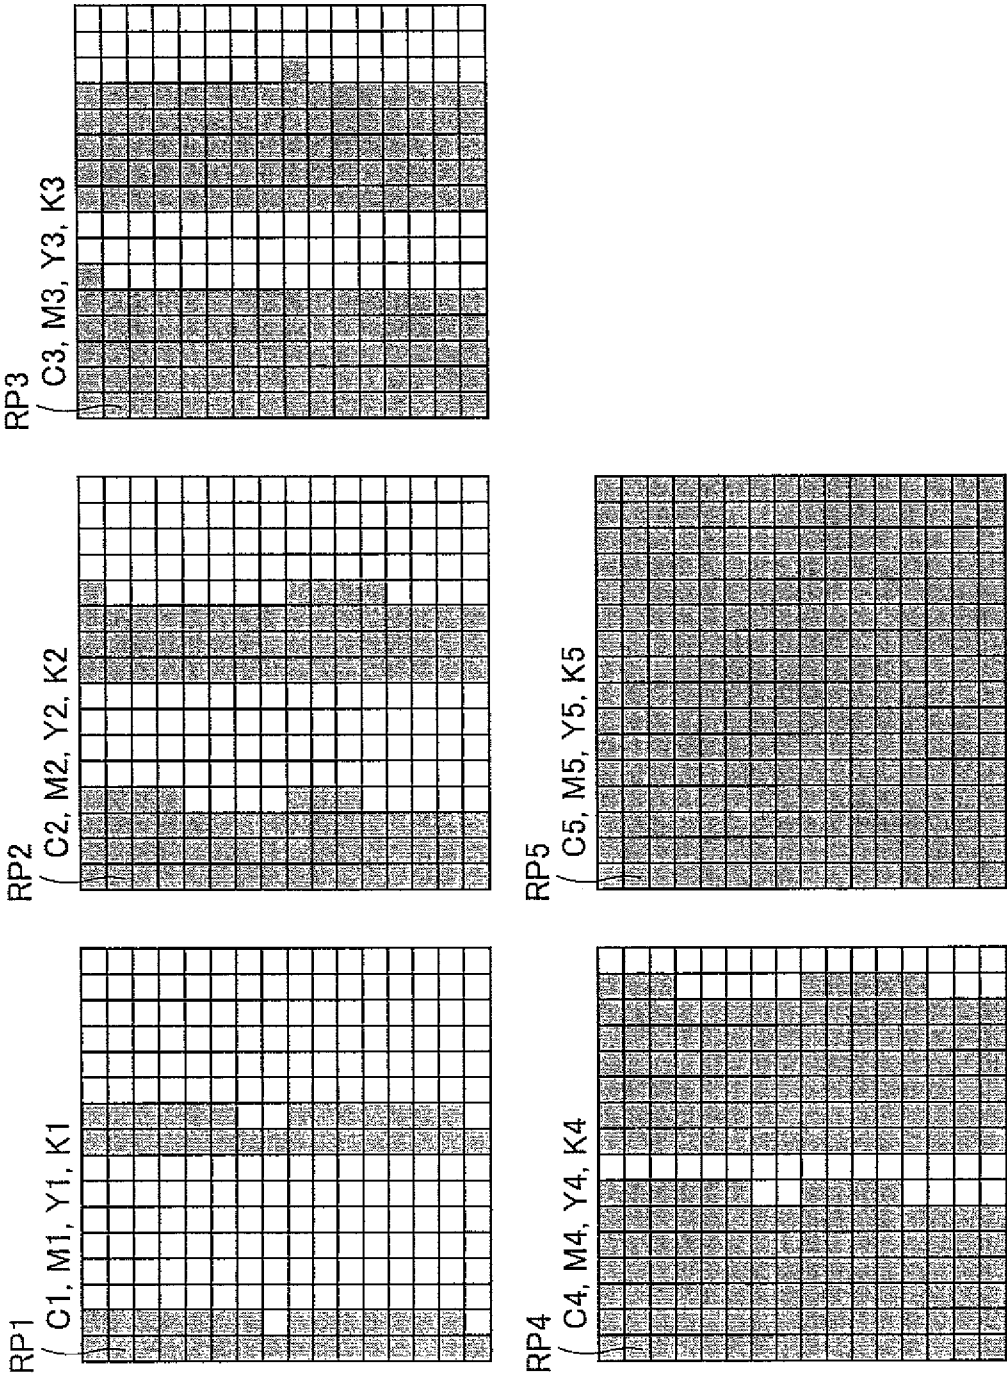 RP1
C1, M1, Y1, K1
RP2
C2, M2, Y2, K2
RP3
C3, M3, Y3, K3
RP4
C4, M4, Y4, K4
RP5
C5, M5, Y5, K5